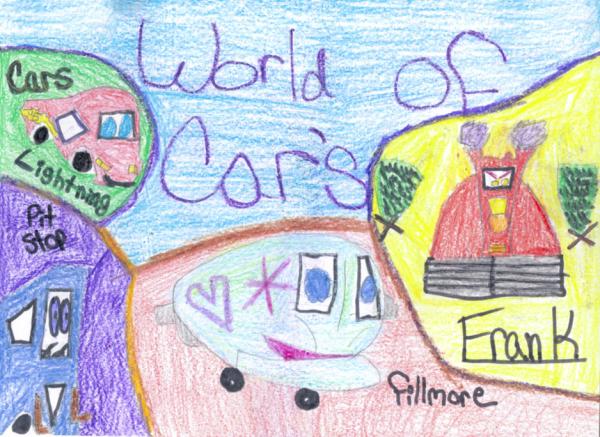 World of
Car's
Cars
Lightning
Pit
Stop
Frank
fillmore